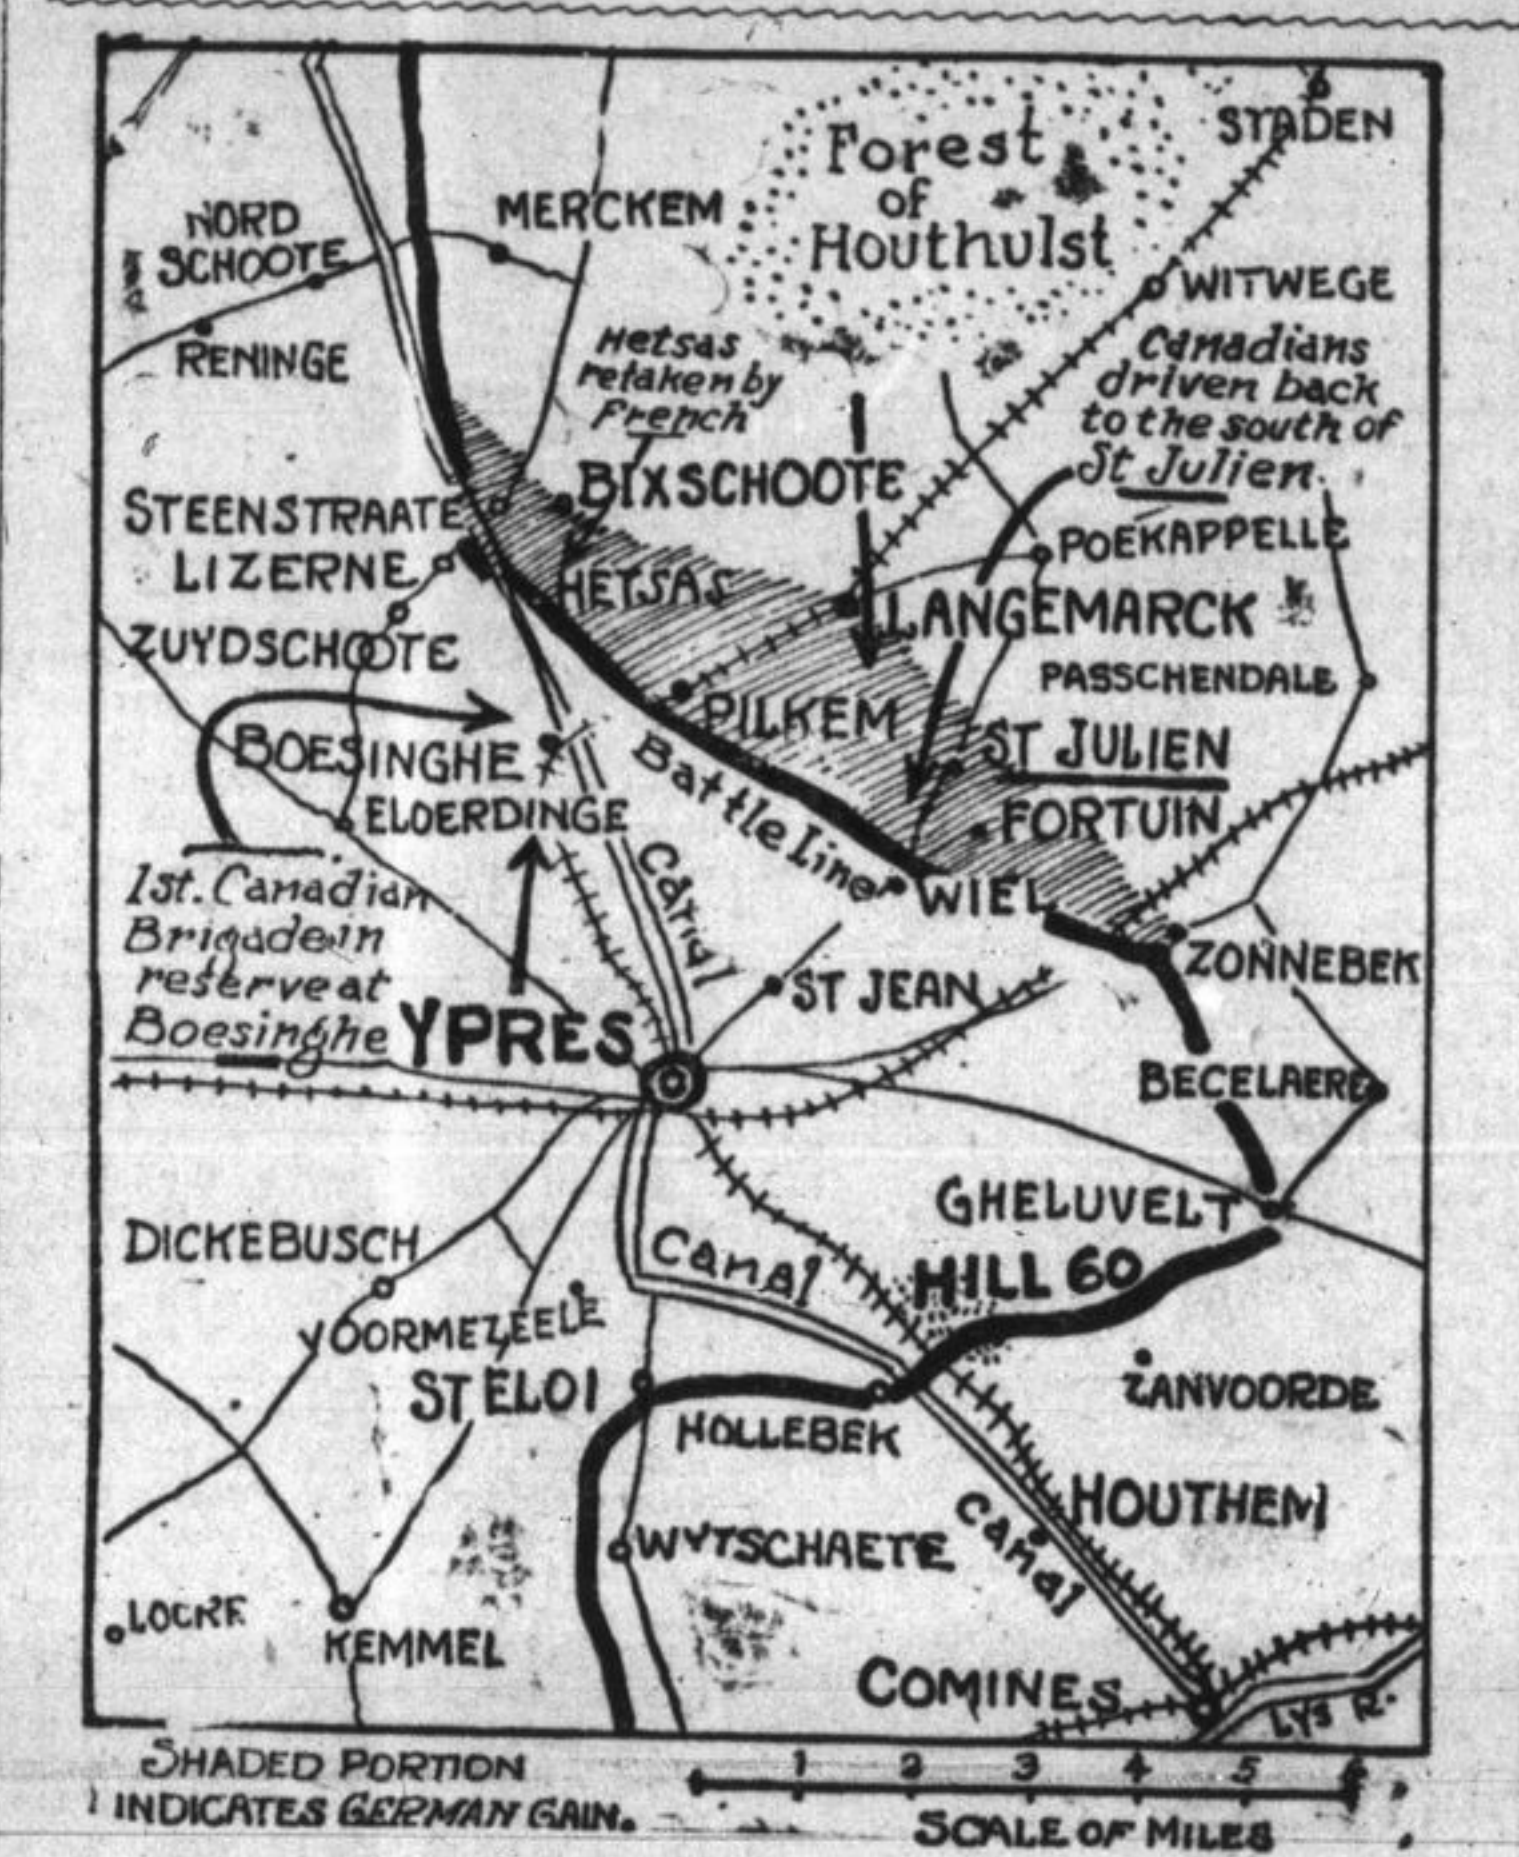 STADEN
Forest
of
Houthulst
MERCKEM
NORD
SCHOOTE
WITWEGE
RENINGE
Hetsas
retaken by
French
Canadians
driven back
to the south of
St Julien.
BIXSCHOOTE
STEENSTRAATE
LIZERNE
POEKAPPELLE
HETSAS
LANGEMARCK
ZUYDSCHOOTE
PASSCHENDALE
PILKEM
ST JULIEN
BOESINGHE
Battle Line
ELOERDINGE
FORTUIN
Canal
WIEL
1st. Canadian
Brigade in
reserve at
Boesinghe
ZONNEBEK
ST JEAN
YPRES
BECELAERE
GHELUVELT
DICKEBUSCH
Canal
HILL 60
VOORMEZEELE
ST ELOI
ZANVOORDE
HOLLEBEK
HOUTHEM
Canal
WYTSCHAETE
LOCRE
KEMMEL
COMINES
LYS R.
SHADED PORTION
INDICATES GERMAN GAIN.
1 2 3 4 5 6
SCALE OF MILES